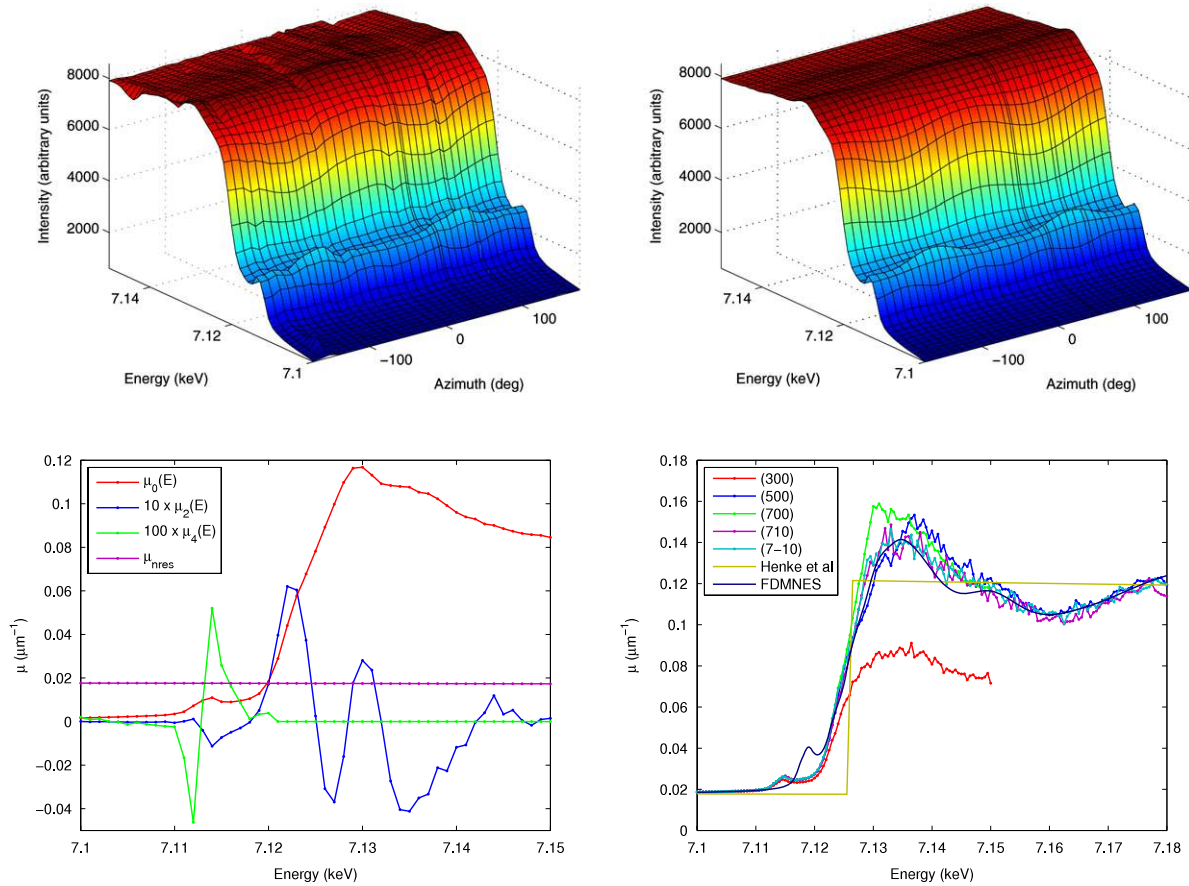 8000
6000
4000
2000
Intensity (arbitrary units)
7.14
7.12
7.1
Energy (keV)
−100
0
100
Azimuth (deg)
8000
6000
4000
2000
Intensity (arbitrary units)
7.14
7.12
7.1
Energy (keV)
−100
0
100
Azimuth (deg)
0.12
0.1
0.08
0.06
0.04
0.02
0
−0.02
−0.04
μ (μm⁻¹)
μ₀(E)
10 x μ₂(E)
100 x μ₄(E)
μnres
7.1 7.11 7.12 7.13 7.14 7.15
Energy (keV)
0.18
0.16
0.14
0.12
0.1
0.08
0.06
0.04
0.02
0
μ (μm⁻¹)
(300)
(500)
(700)
(710)
(7−10)
Henke et al
FDMNES
7.1 7.11 7.12 7.13 7.14 7.15 7.16 7.17 7.18
Energy (keV)